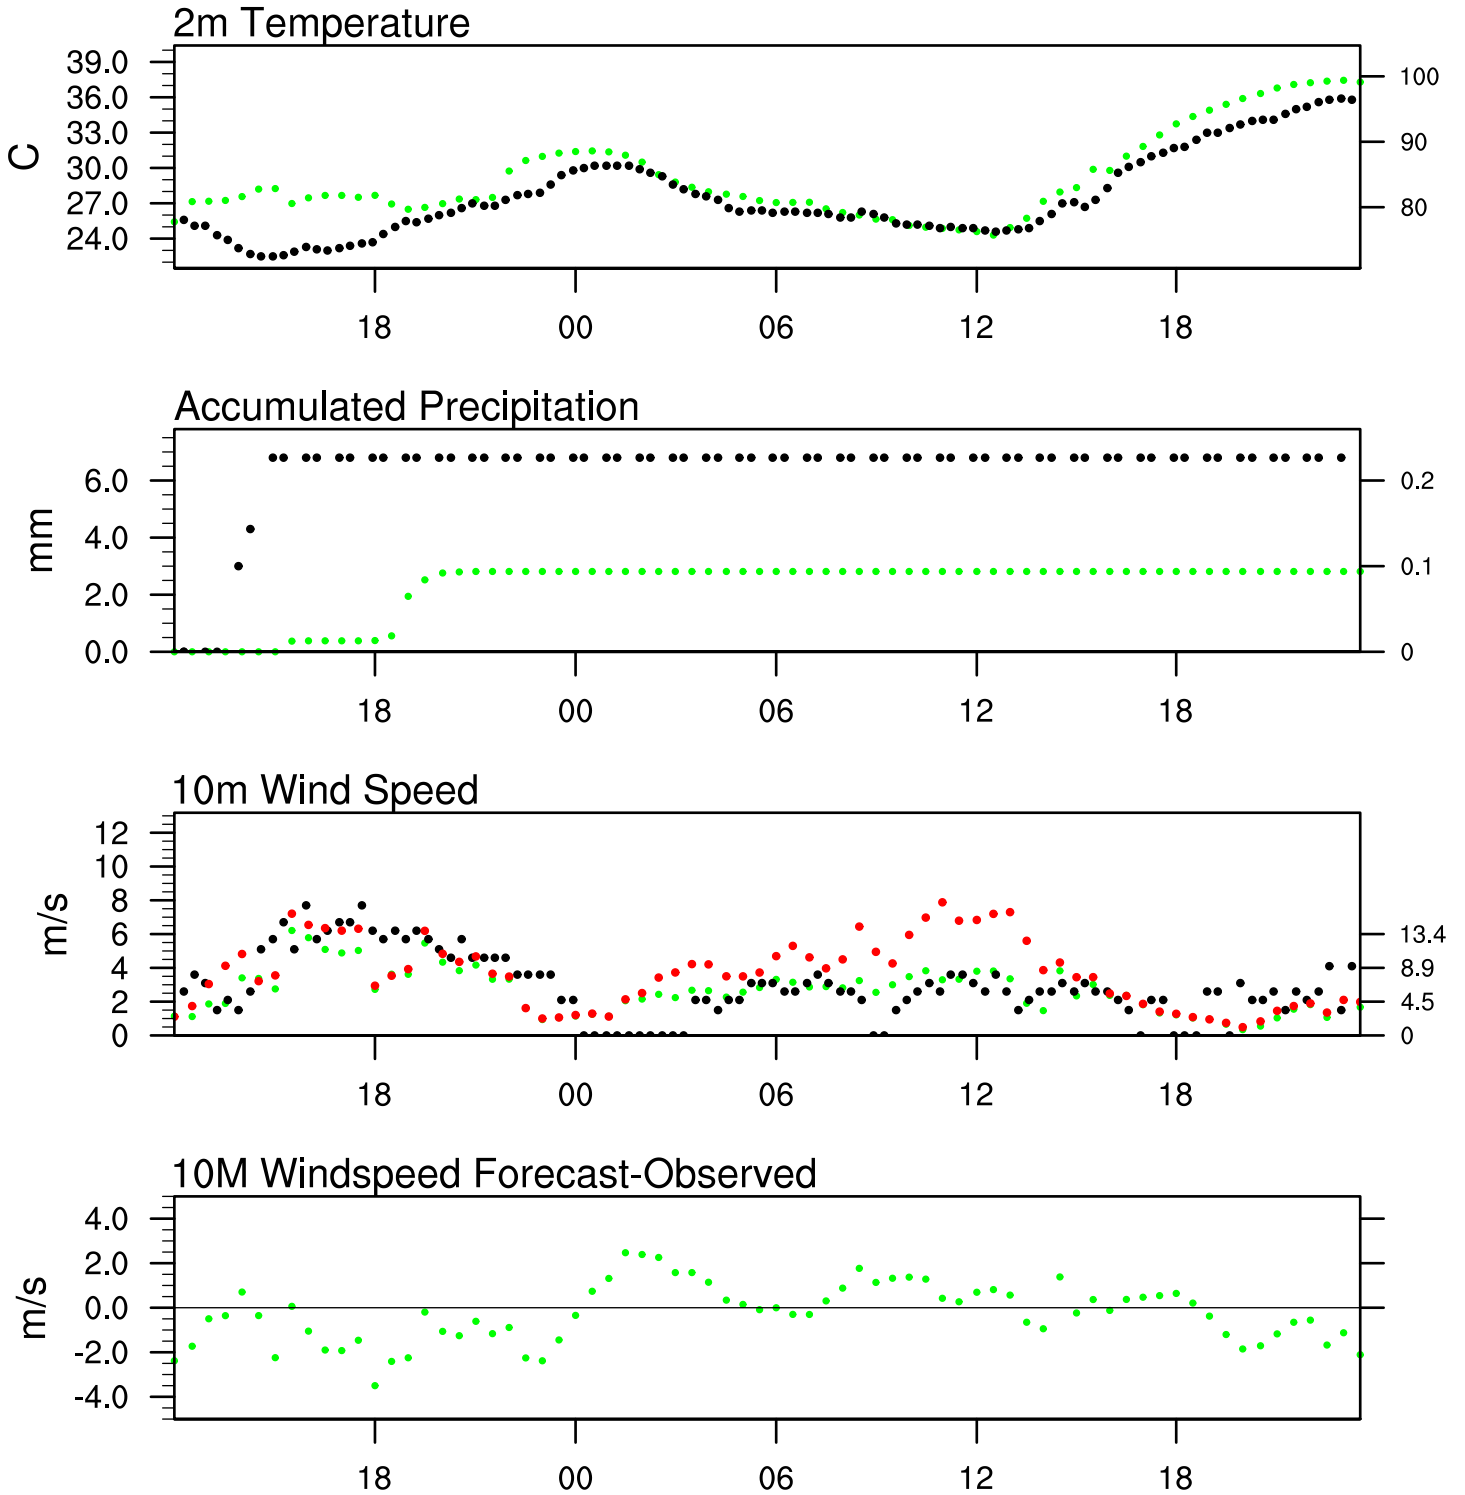 2m Temperature
39.0
36.0
33.0
30.0
27.0
24.0
C
100
90
80
18 00 06 12 18
Accumulated Precipitation
6.0
4.0
2.0
0.0
mm
0.2
0.1
0
18 00 06 12 18
10m Wind Speed
12
10
8
6
4
2
0
m/s
13.4
8.9
4.5
0
18 00 06 12 18
10M Windspeed Forecast-Observed
4.0
2.0
0.0
-2.0
-4.0
m/s
18 00 06 12 18